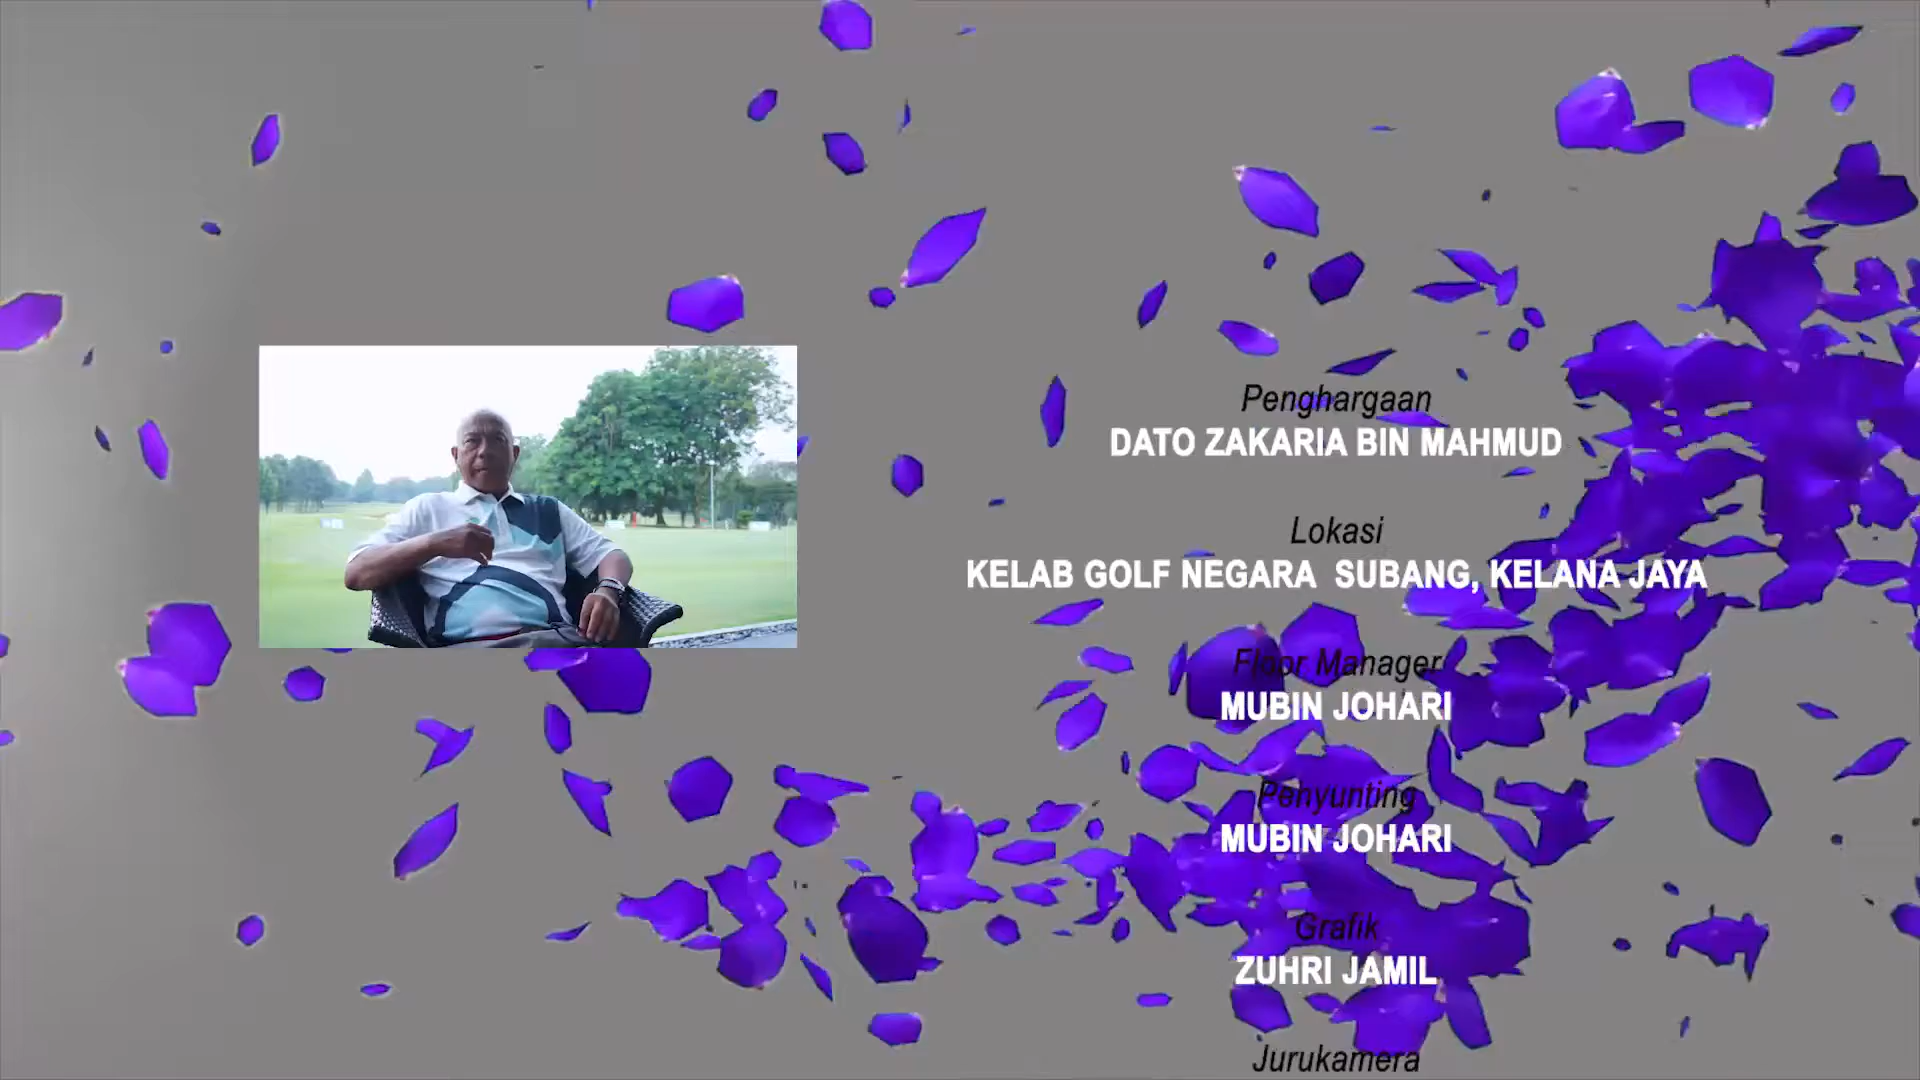 Penghargaan
DATO ZAKARIA BIN MAHMUD
Lokasi
KELAB GOLF NEGARA  SUBANG, KELANA JAYA
Floor Manager
MUBIN JOHARI
Penyunting
MUBIN JOHARI
Grafik
ZUHRI JAMIL
Jurukamera